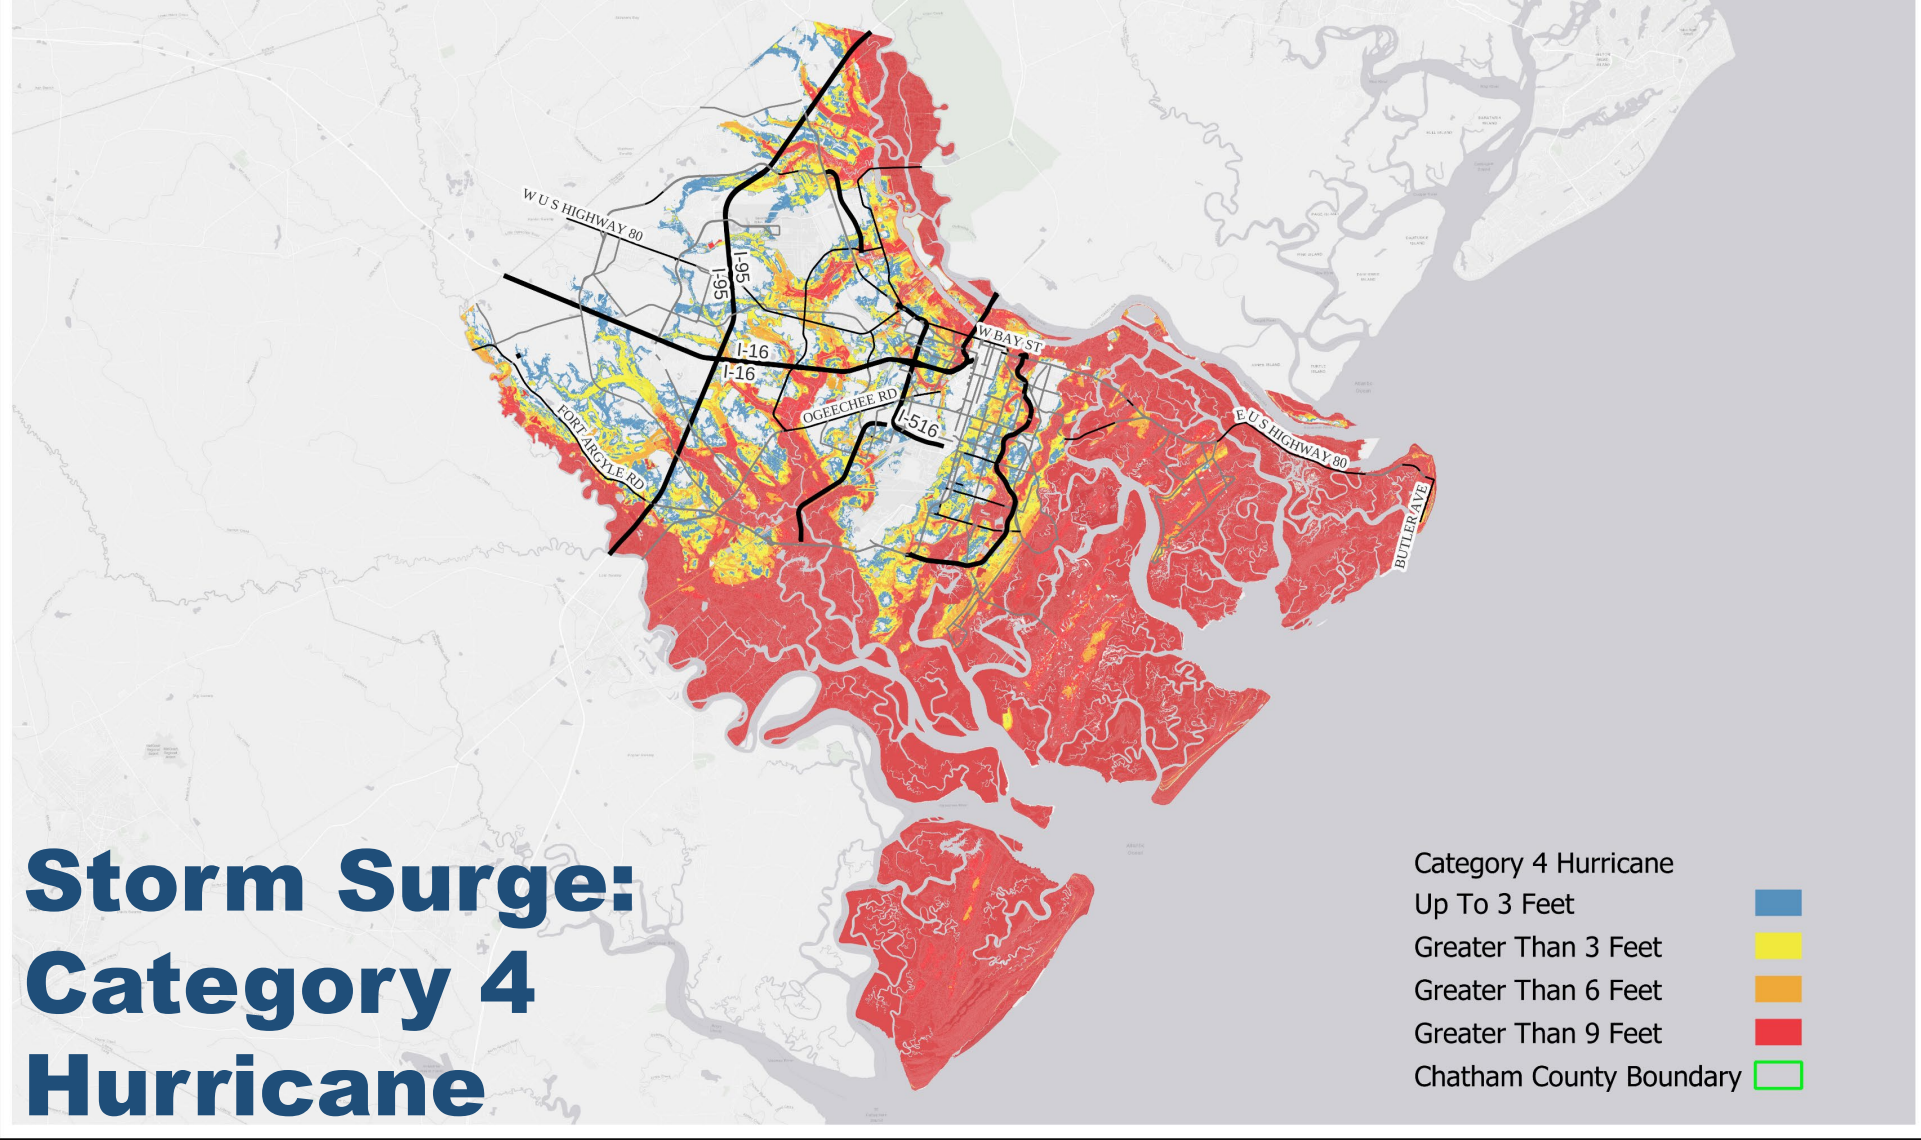 W U S HIGHWAY 80
I-95
I-95
W BAY ST
I-16
I-16
OGEECHEE RD
I-516
FORT ARGYLE RD
E U S HIGHWAY 80
BUTLER AVE
Storm Surge:
Category 4
Hurricane
Category 4 Hurricane
Up To 3 Feet
Greater Than 3 Feet
Greater Than 6 Feet
Greater Than 9 Feet
Chatham County Boundary